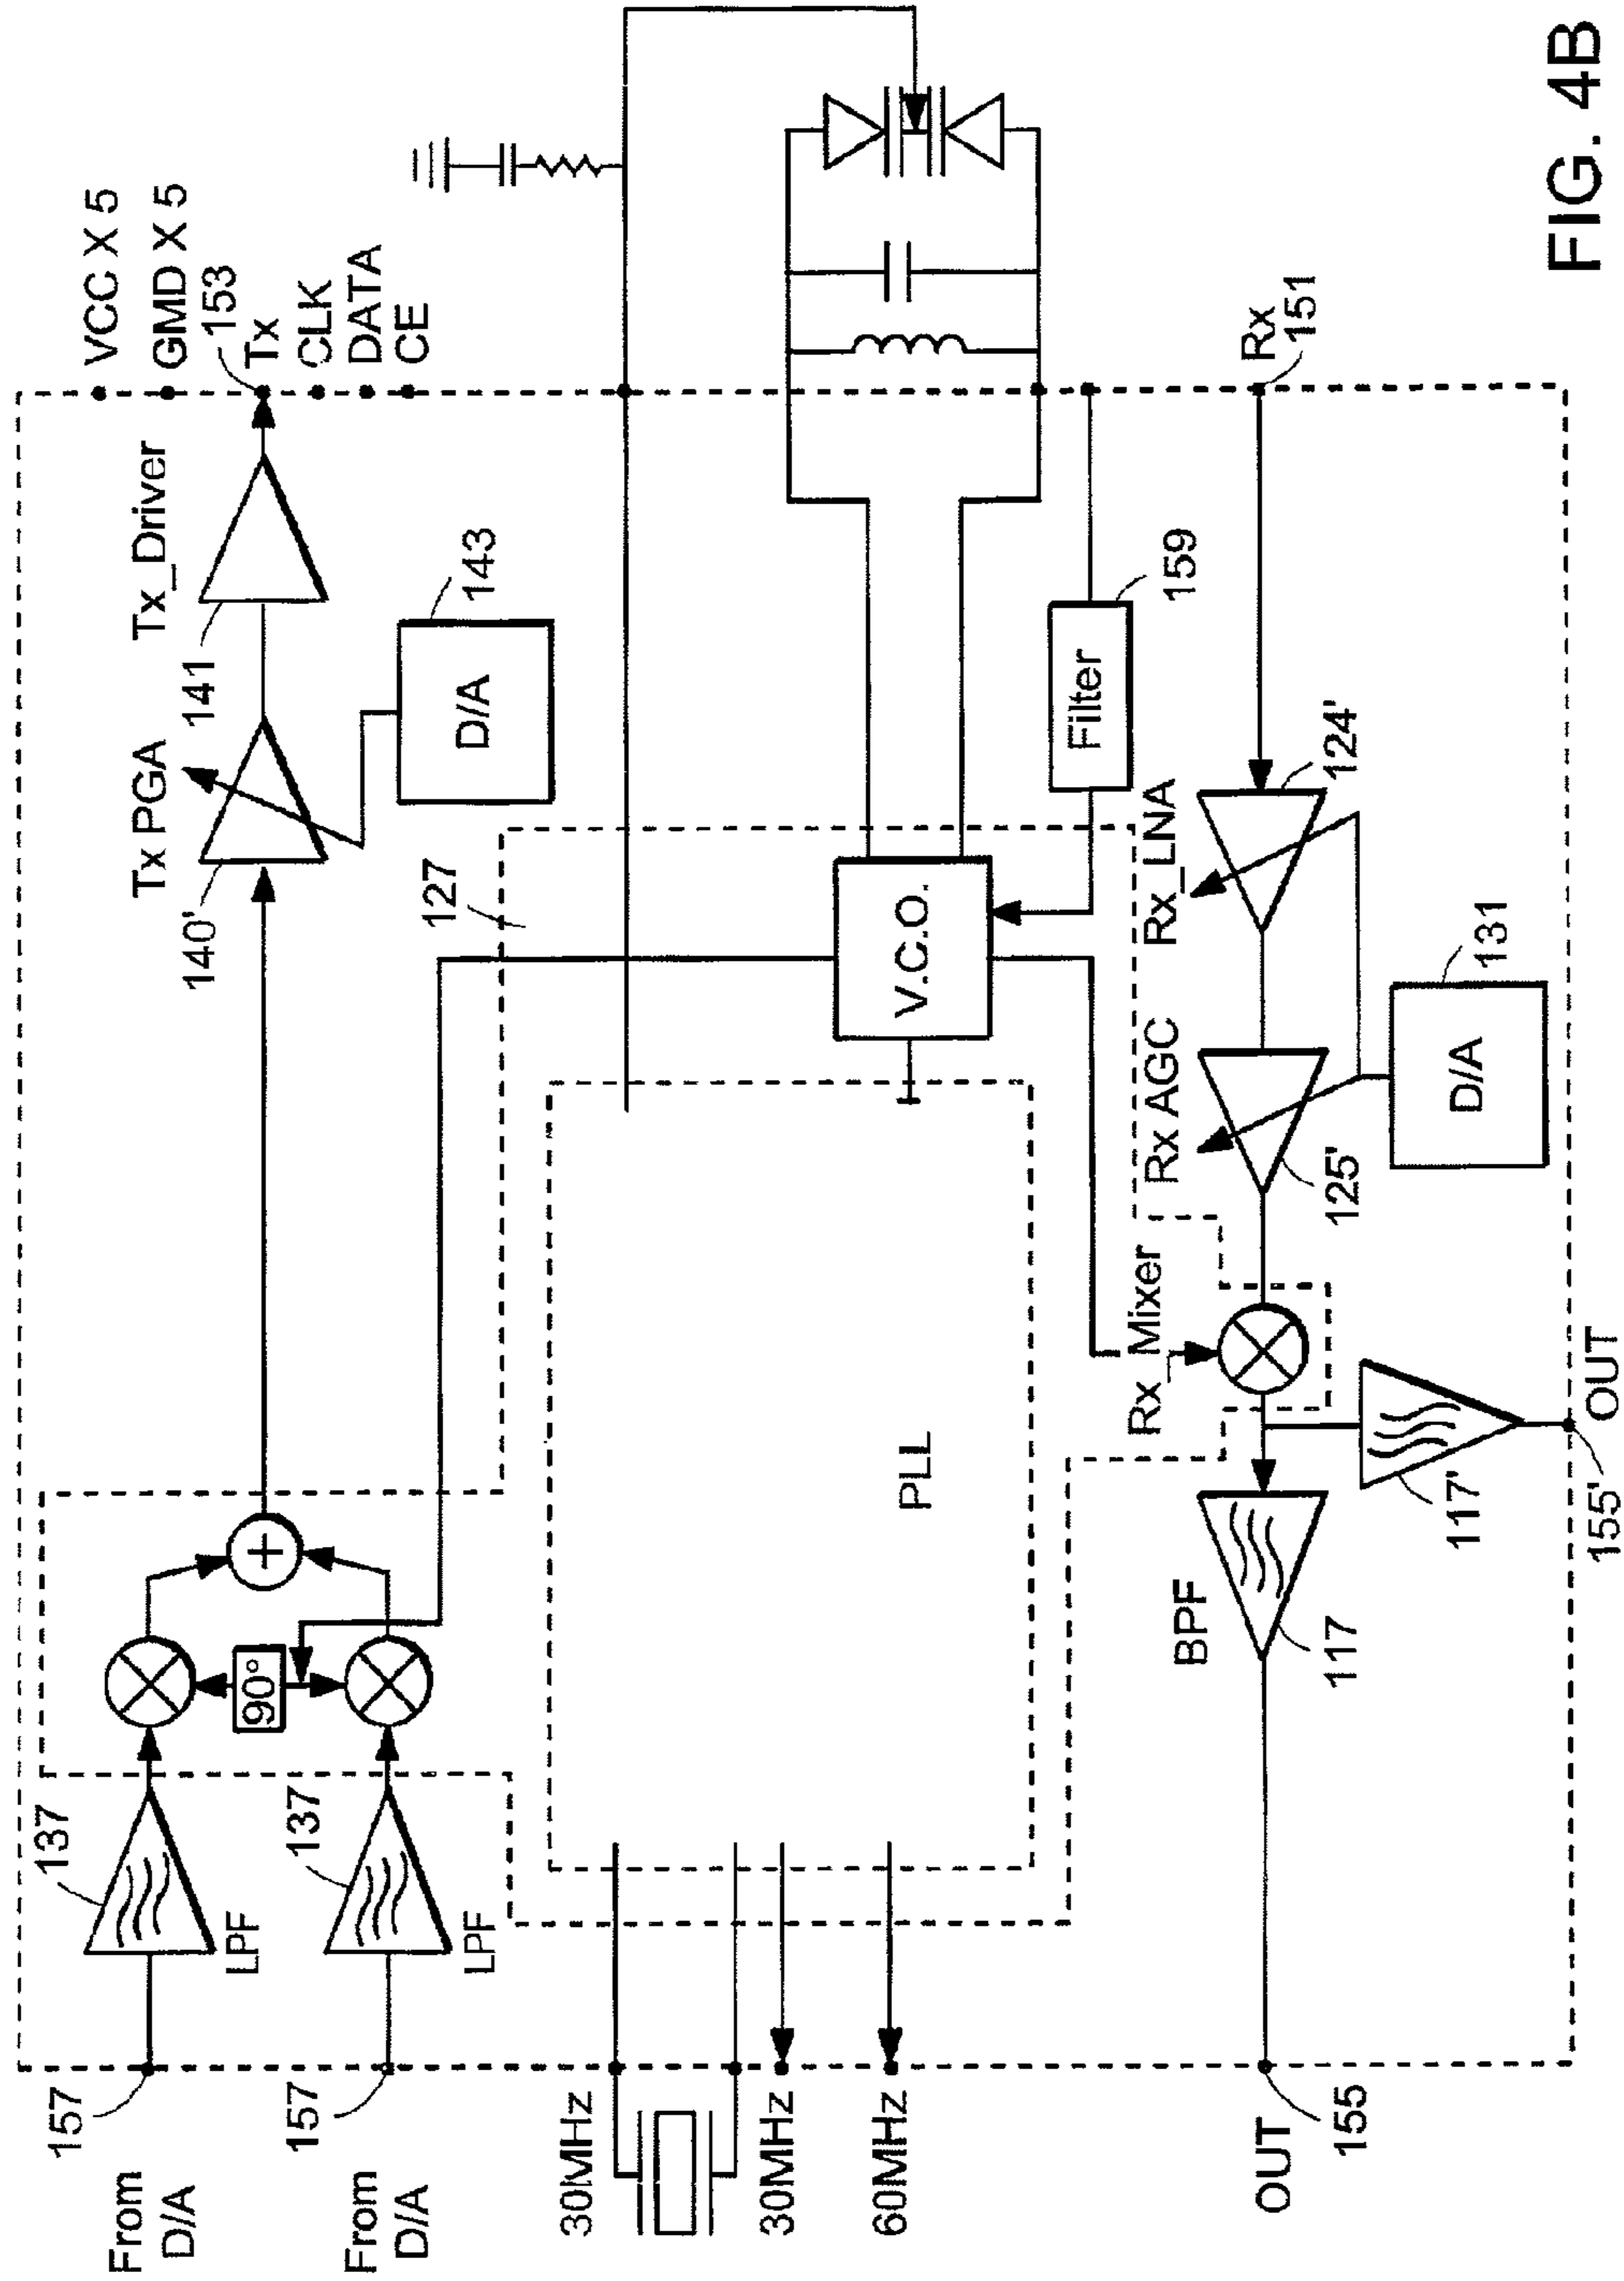 VCC X 5
GMD X 5
153
Tx
CLK
DATA
CE
Tx_Driver
141
Tx PGA
140'
D/A
143
127
137
LPF
157
From
D/A
137
LPF
157
From
D/A
90°
+
30MHz
30MHz
60MHz
PLL
V.C.O.
Filter
159
Rx
151
Rx_LNA
124'
Rx AGC
125'
D/A
131
Rx_Mixer
BPF
117
117'
OUT
155
OUT
155'
FIG. 4B